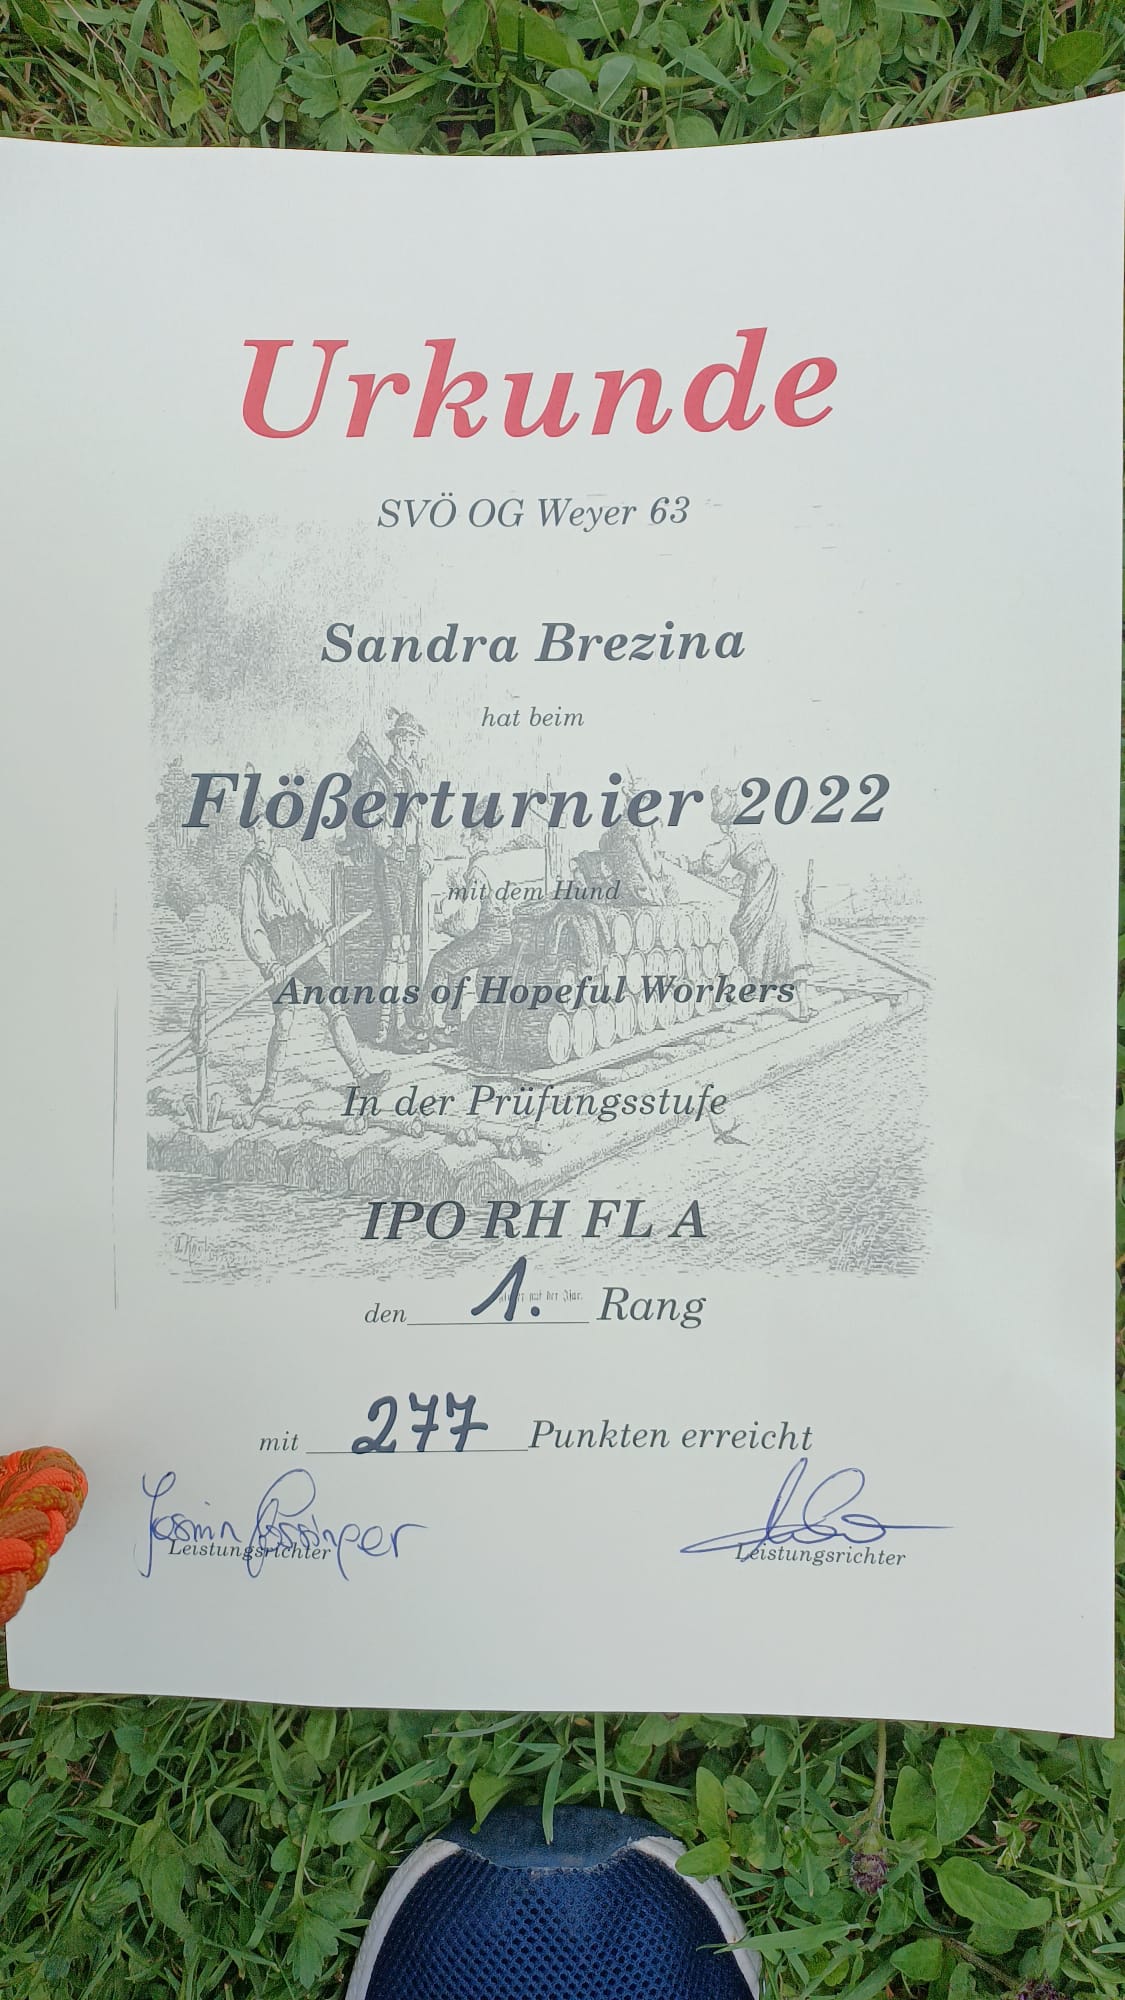 Urkunde
SVÖ OG Weyer 63
Sandra Brezina
hat beim
Flößerturnier 2022
mit dem Hund
Ananas of Hopeful Workers
In der Prüfungsstufe
IPO RH FL A
den 1. Rang
mit 277 Punkten erreicht
Leistungsrichter Leistungsrichter